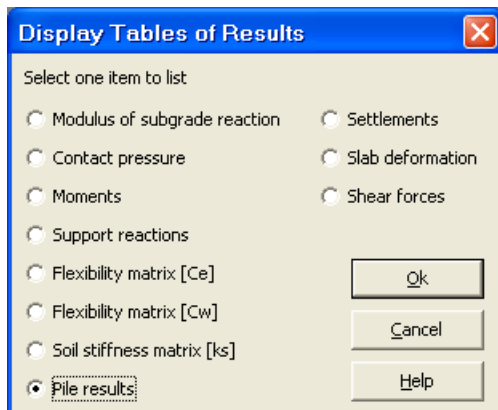 Display Tables of Results
Select one item to list
Modulus of subgrade reaction
Contact pressure
Moments
Support reactions
Flexibility matrix [Ce]
Flexibility matrix [Cw]
Soil stiffness matrix [ks]
Pile results
Settlements
Slab deformation
Shear forces
Ok
Cancel
Help